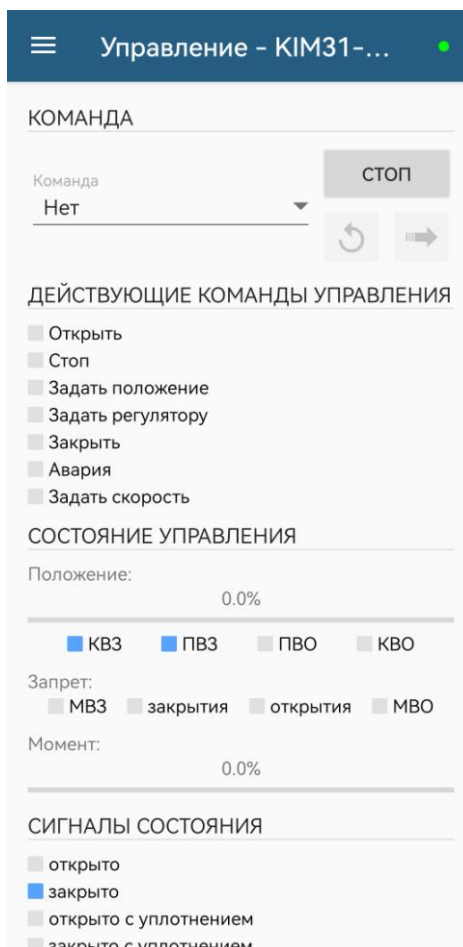 Управление - KIM31-...
КОМАНДА
Команда
Нет
СТОП
ДЕЙСТВУЮЩИЕ КОМАНДЫ УПРАВЛЕНИЯ
Открыть
Стоп
Задать положение
Задать регулятору
Закрыть
Авария
Задать скорость
СОСТОЯНИЕ УПРАВЛЕНИЯ
Положение:
0.0%
КВЗ ПВЗ ПВО КВО
Запрет:
МВЗ закрытия открытия МВО
Момент:
0.0%
СИГНАЛЫ СОСТОЯНИЯ
открыто
закрыто
открыто с уплотнением
закрыто с уплотнением